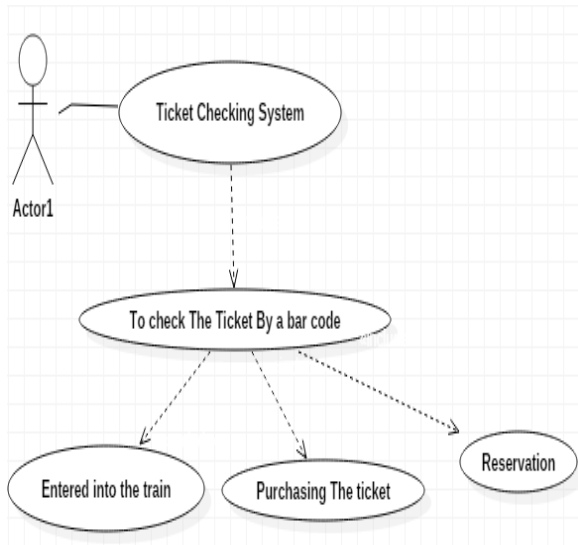 Ticket Checking System
Actor1
To check The Ticket By a bar code
Entered into the train
Purchasing The ticket
Reservation